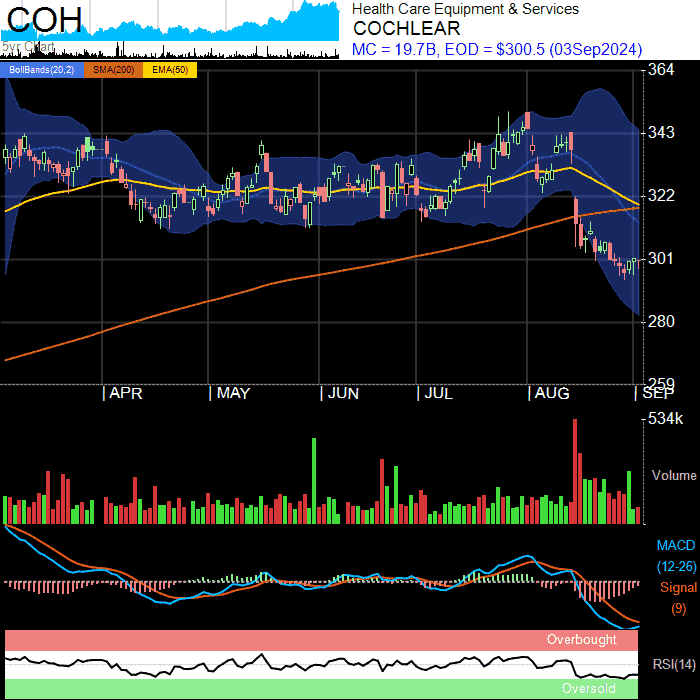 COH
5yr Chart
Health Care Equipment & Services
COCHLEAR
MC = 19.7B, EOD = $300.5 (03Sep2024)
BollBands(20,2) SMA(200) EMA(50)
364
343
322
301
280
259
APR MAY JUN JUL AUG SEP
534k
Volume
MACD
(12-26)
Signal
(9)
Overbought
RSI(14)
Oversold